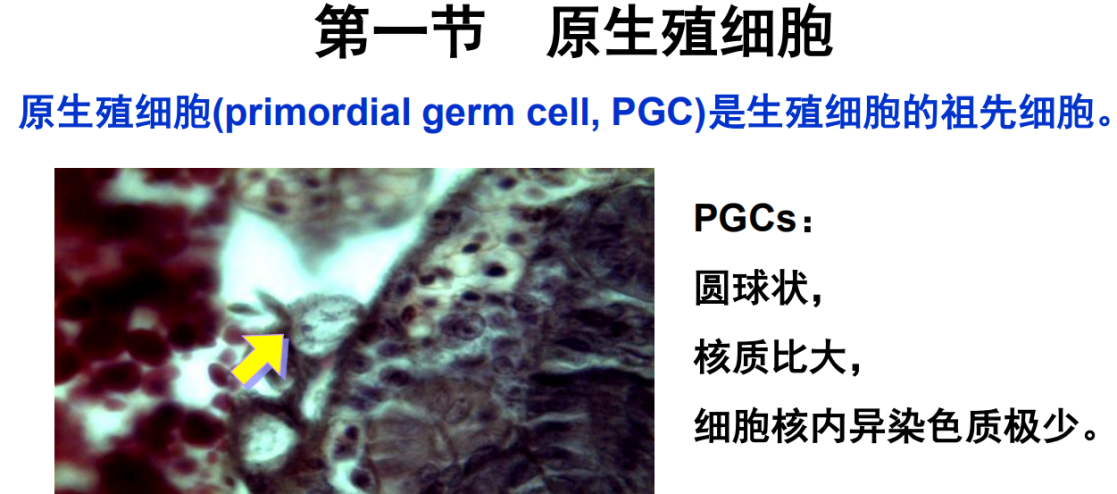 第一节 原生殖细胞
原生殖细胞(primordial germ cell, PGC)是生殖细胞的祖先细胞。
PGCs：
圆球状，
核质比大，
细胞核内异染色质极少。